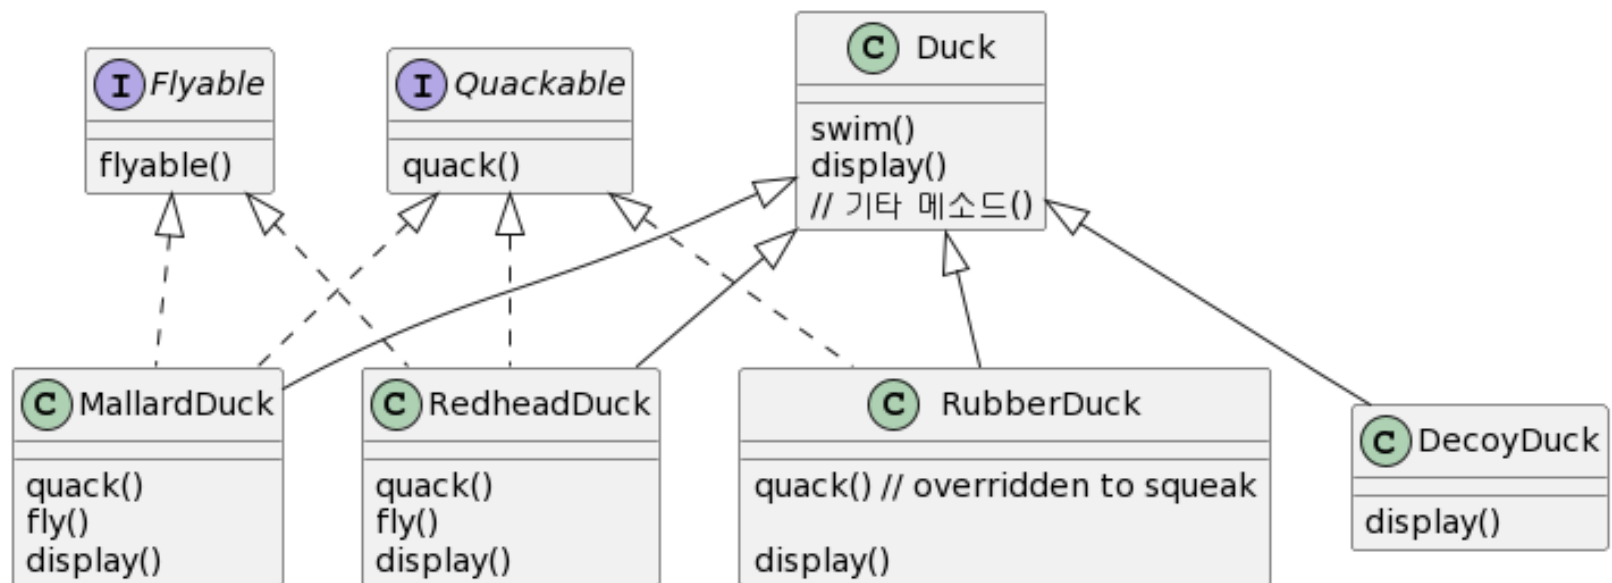 I Flyable
flyable()
I Quackable
quack()
C Duck
swim()
display()
// 기타 메소드()
C MallardDuck
quack()
fly()
display()
C RedheadDuck
quack()
fly()
display()
C RubberDuck
quack() // overridden to squeak
display()
C DecoyDuck
display()